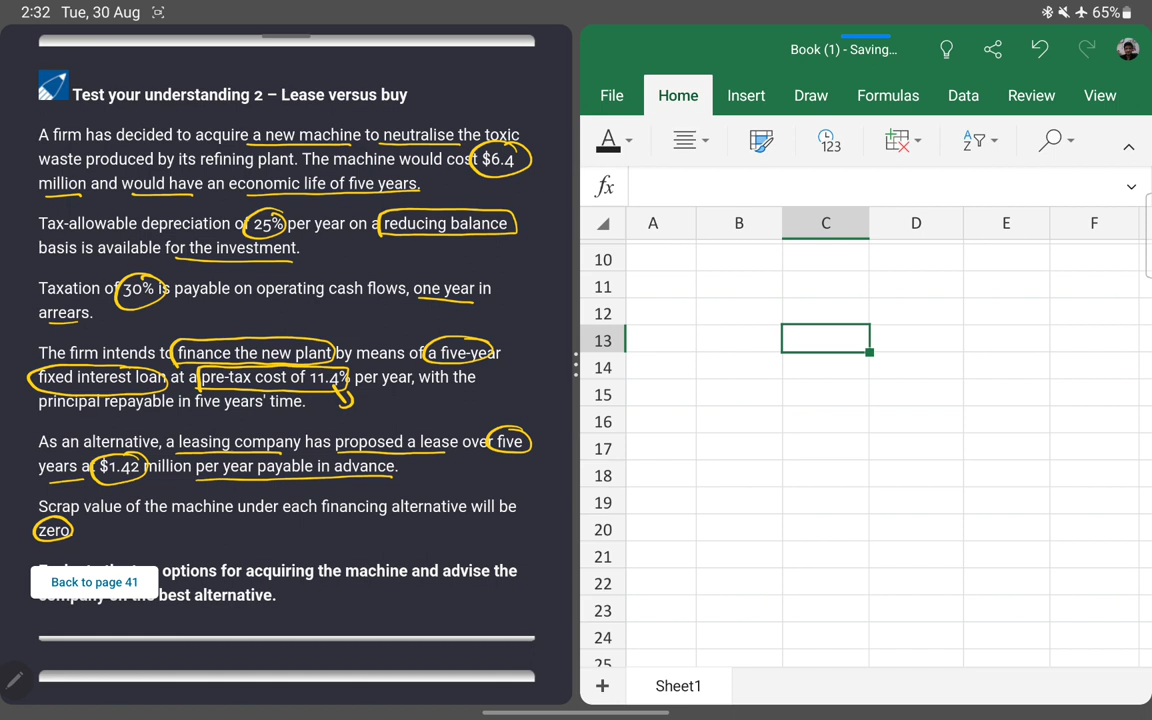 2:32 Tue, 30 Aug 65%
Test your understanding 2 – Lease versus buy
A firm has decided to acquire a new machine to neutralise the toxic
waste produced by its refining plant. The machine would cost $6.4
million and would have an economic life of five years.
Tax-allowable depreciation of 25% per year on a reducing balance
basis is available for the investment.
Taxation of 30% is payable on operating cash flows, one year in
arrears.
The firm intends to finance the new plant by means of a five-year
fixed interest loan at a pre-tax cost of 11.4% per year, with the
principal repayable in five years' time.
As an alternative, a leasing company has proposed a lease over five
years at $1.42 million per year payable in advance.
Scrap value of the machine under each financing alternative will be
zero.
options for acquiring the machine and advise the
best alternative.
Back to page 41
Book (1) - Saving...
File Home Insert Draw Formulas Data Review View
A 123 A Z
fx
A B C D E F
10
11
12
13
14
15
16
17
18
19
20
21
22
23
24
25
+ Sheet1